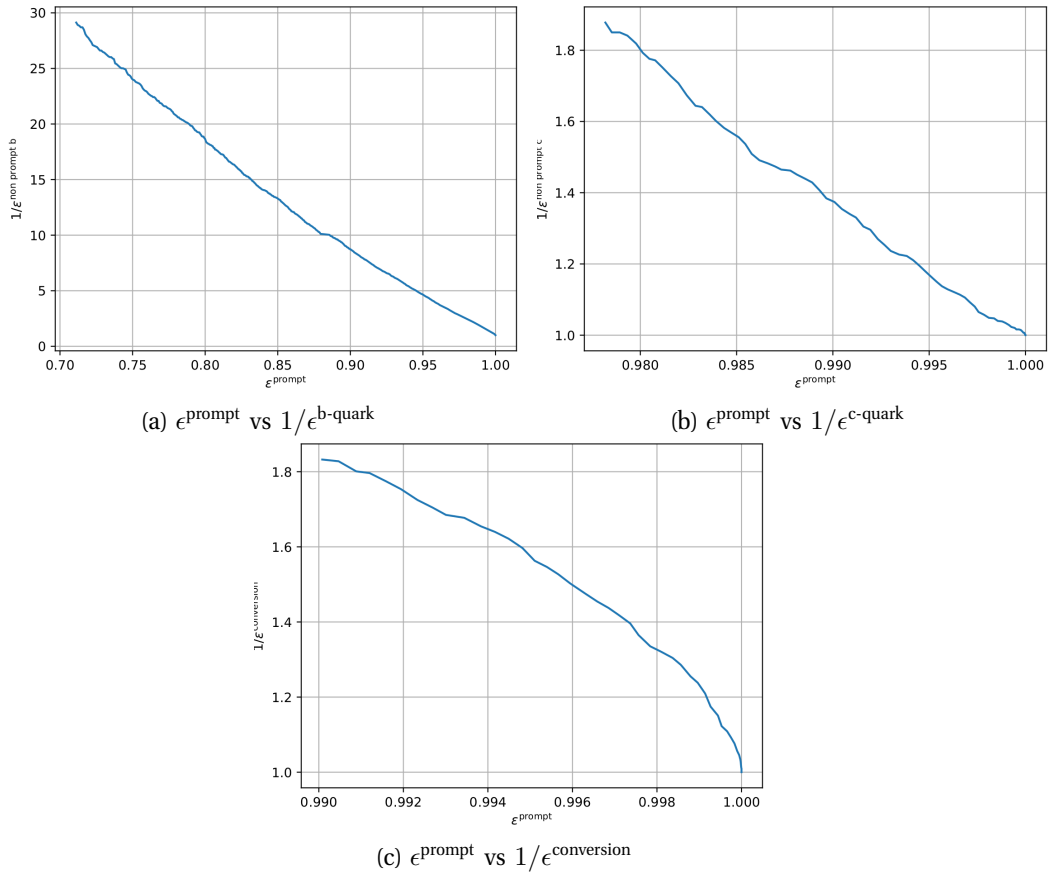 30
25
20
15
10
5
0
1/ε^non prompt b
0.70 0.75 0.80 0.85 0.90 0.95 1.00
ε^prompt
(a) ϵ^prompt vs 1/ϵ^b-quark
1.8
1.6
1.4
1.2
1.0
1/ε^non prompt c
0.980 0.985 0.990 0.995 1.000
ε^prompt
(b) ϵ^prompt vs 1/ϵ^c-quark
1.8
1.6
1.4
1.2
1.0
1/ε^conversion
0.990 0.992 0.994 0.996 0.998 1.000
ε^prompt
(c) ϵ^prompt vs 1/ϵ^conversion